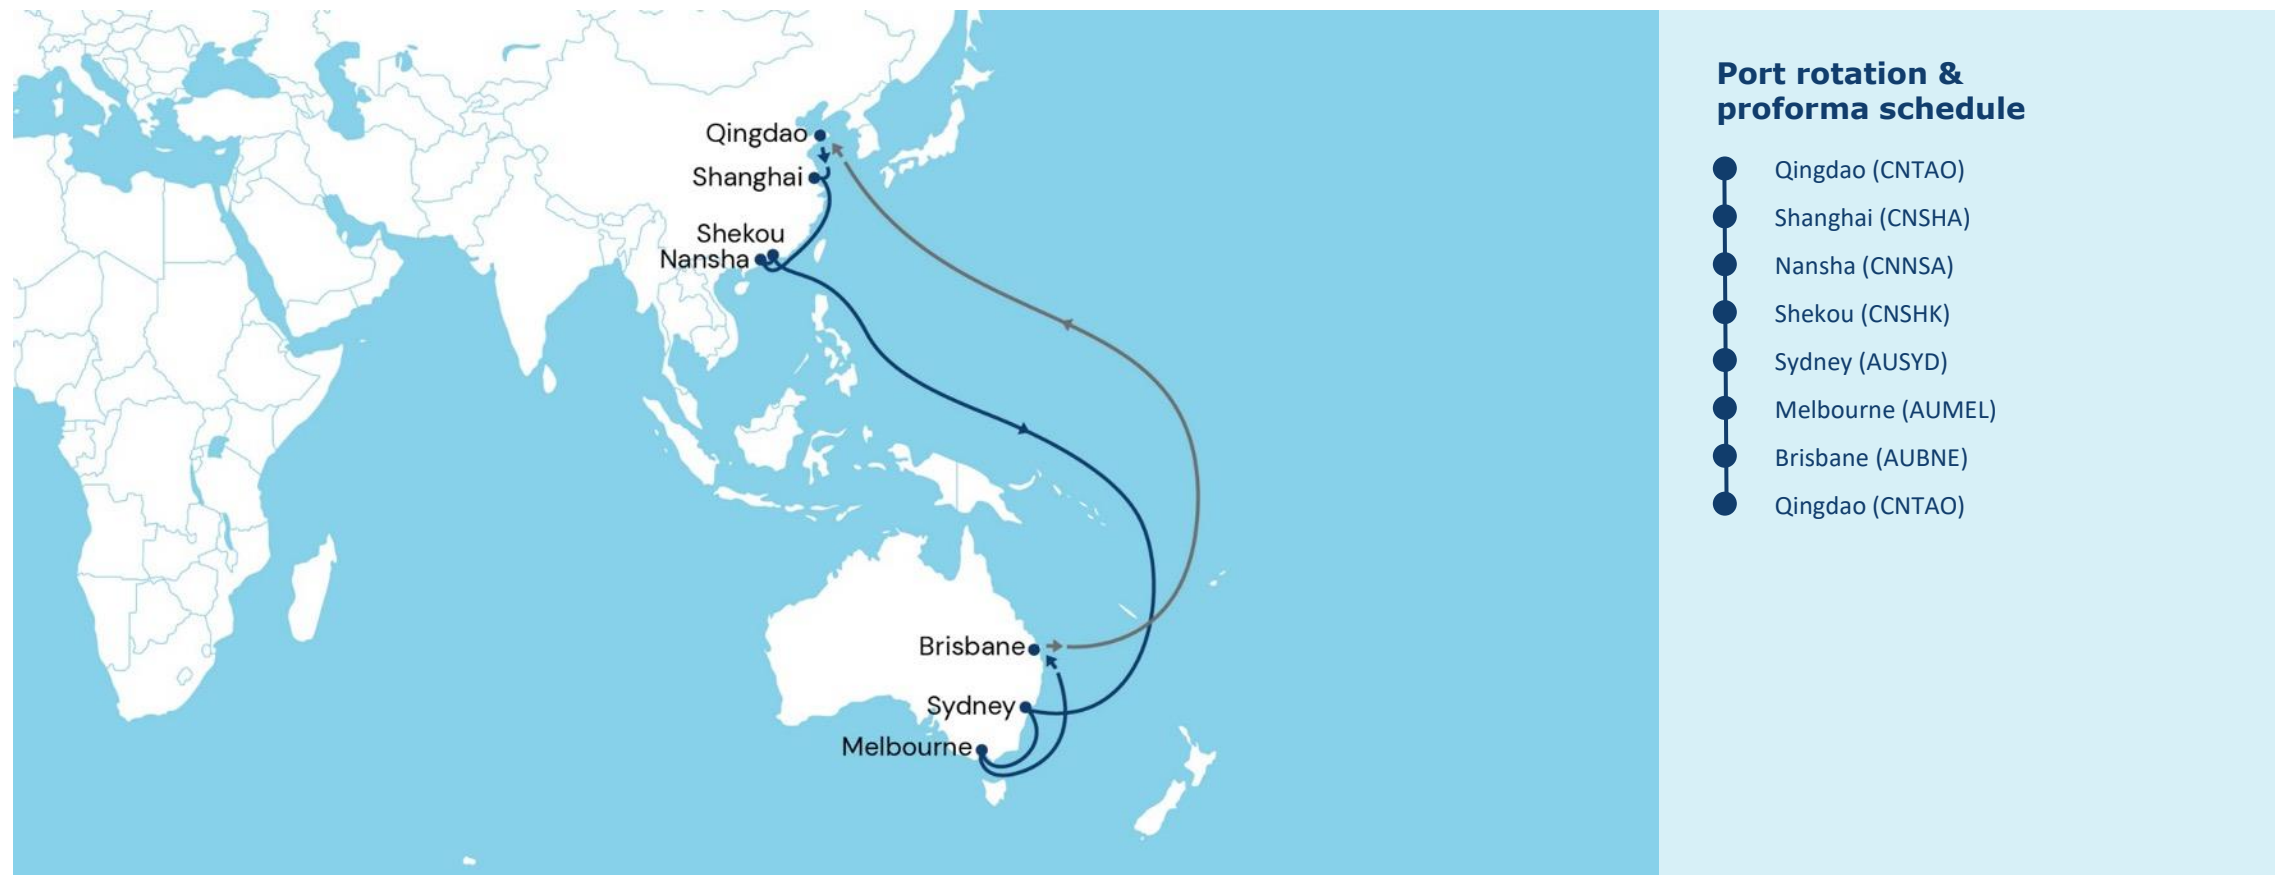 Qingdao
Shanghai
Shekou
Nansha
Brisbane
Sydney
Melbourne
Port rotation &
proforma schedule
Qingdao (CNTAO)
Shanghai (CNSHA)
Nansha (CNNSA)
Shekou (CNSHK)
Sydney (AUSYD)
Melbourne (AUMEL)
Brisbane (AUBNE)
Qingdao (CNTAO)